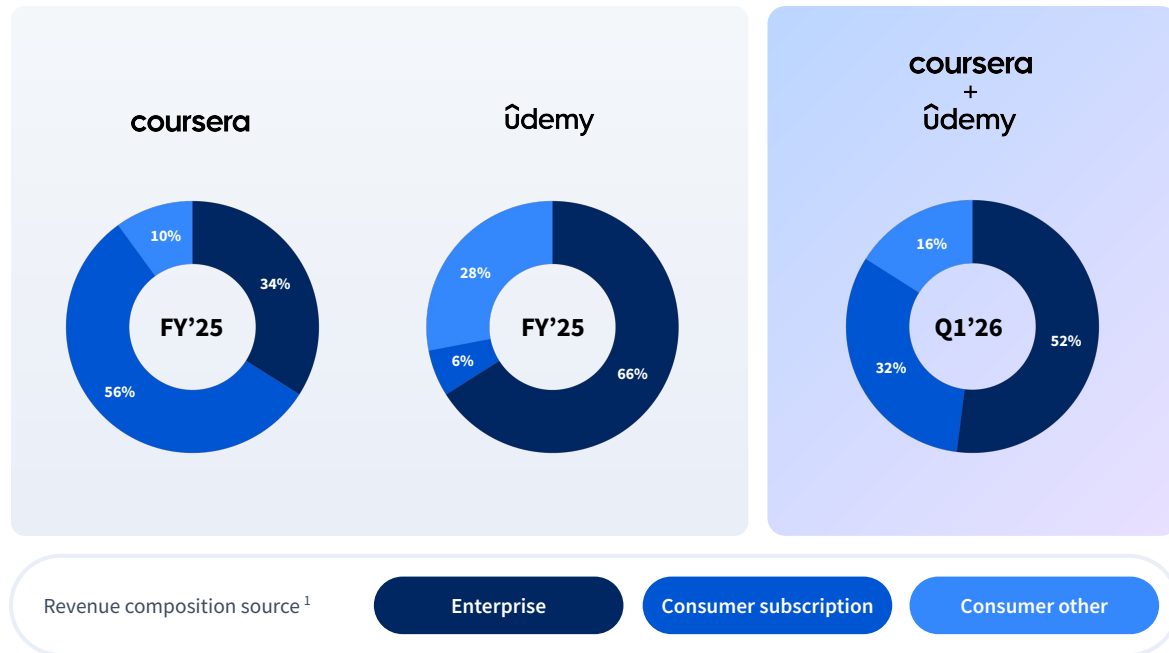 coursera
ûdemy
coursera
+
ûdemy
10%
34%
56%
FY’25
28%
6%
66%
FY’25
16%
32%
52%
Q1’26
Revenue composition source 1
Enterprise
Consumer subscription
Consumer other